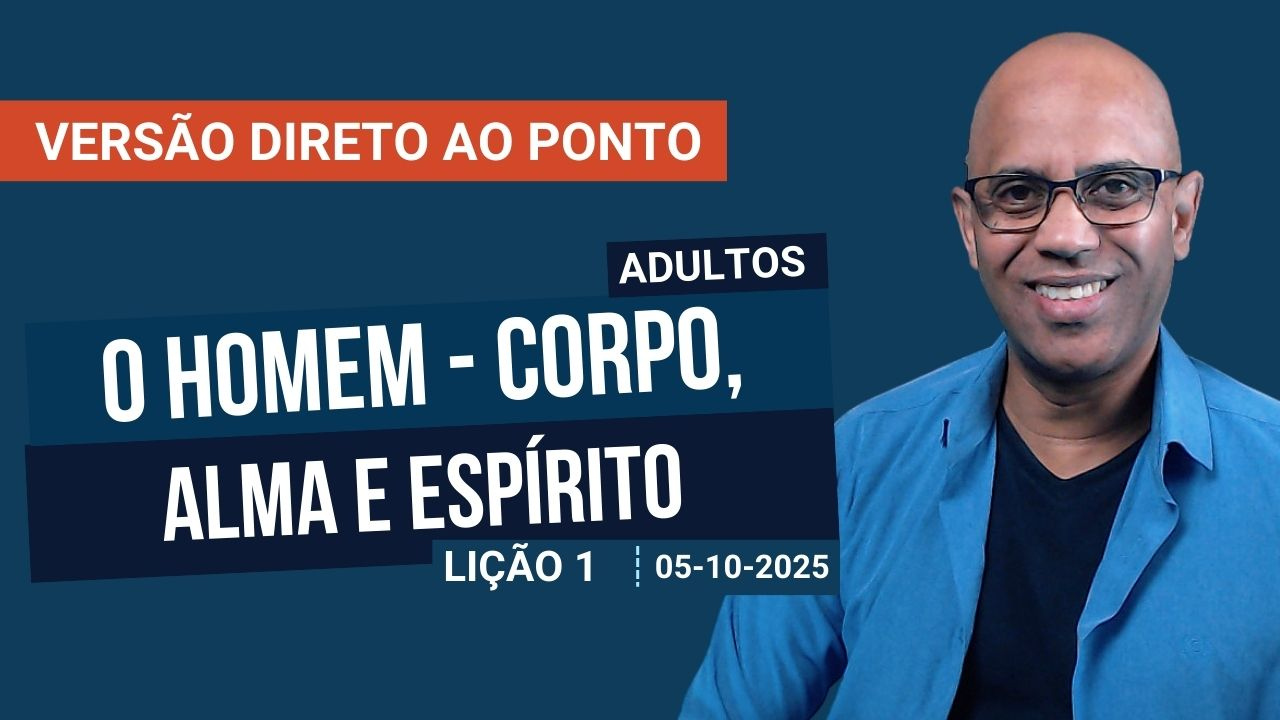 VERSÃO DIRETO AO PONTO
ADULTOS
O HOMEM - CORPO,
ALMA E ESPÍRITO
LIÇÃO 1
05-10-2025